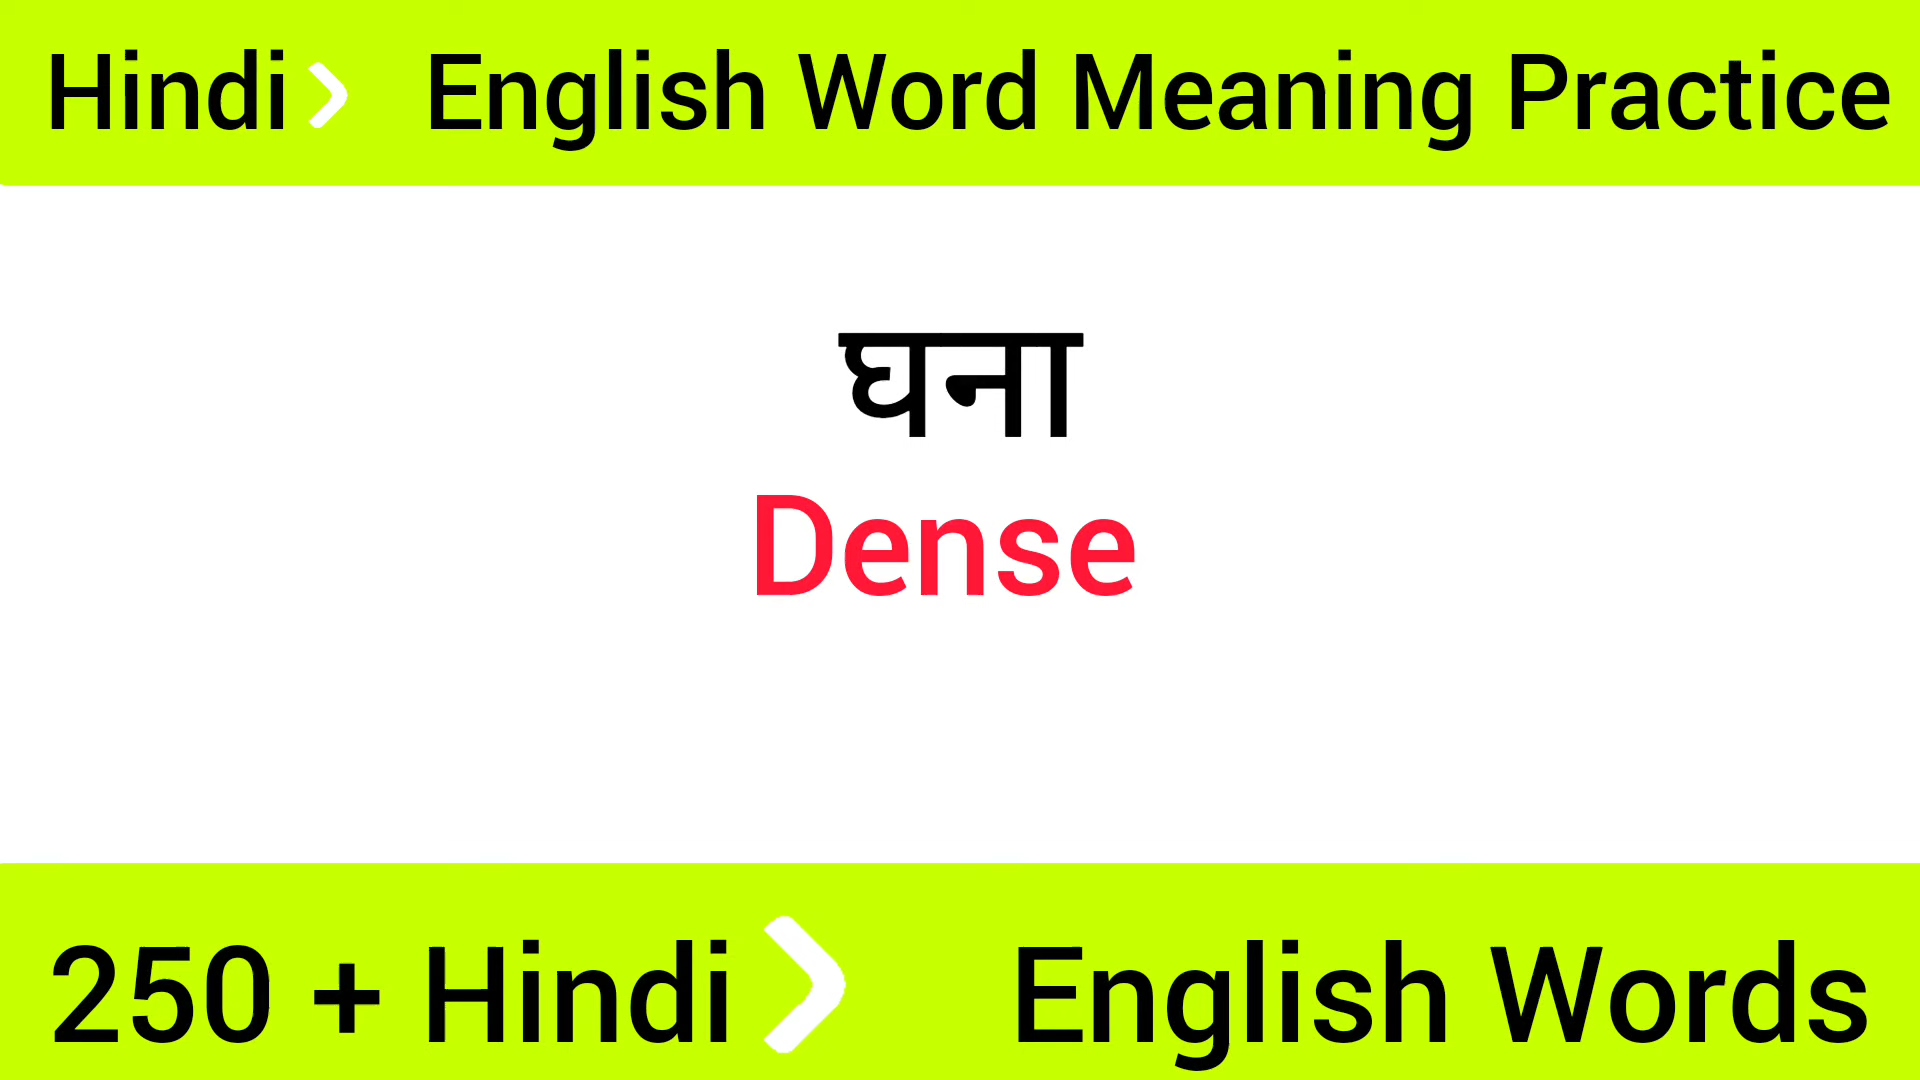 Hindi > English Word Meaning Practice
घना
Dense
250 + Hindi > English Words